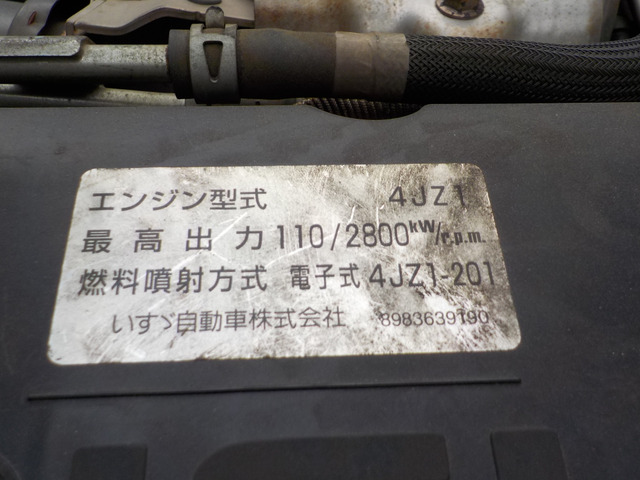 エンジン型式 4JZ1
最高出力 110/2800kW/r.p.m.
燃料噴射方式 電子式 4JZ1-201
いすゞ自動車株式会社 8983639190